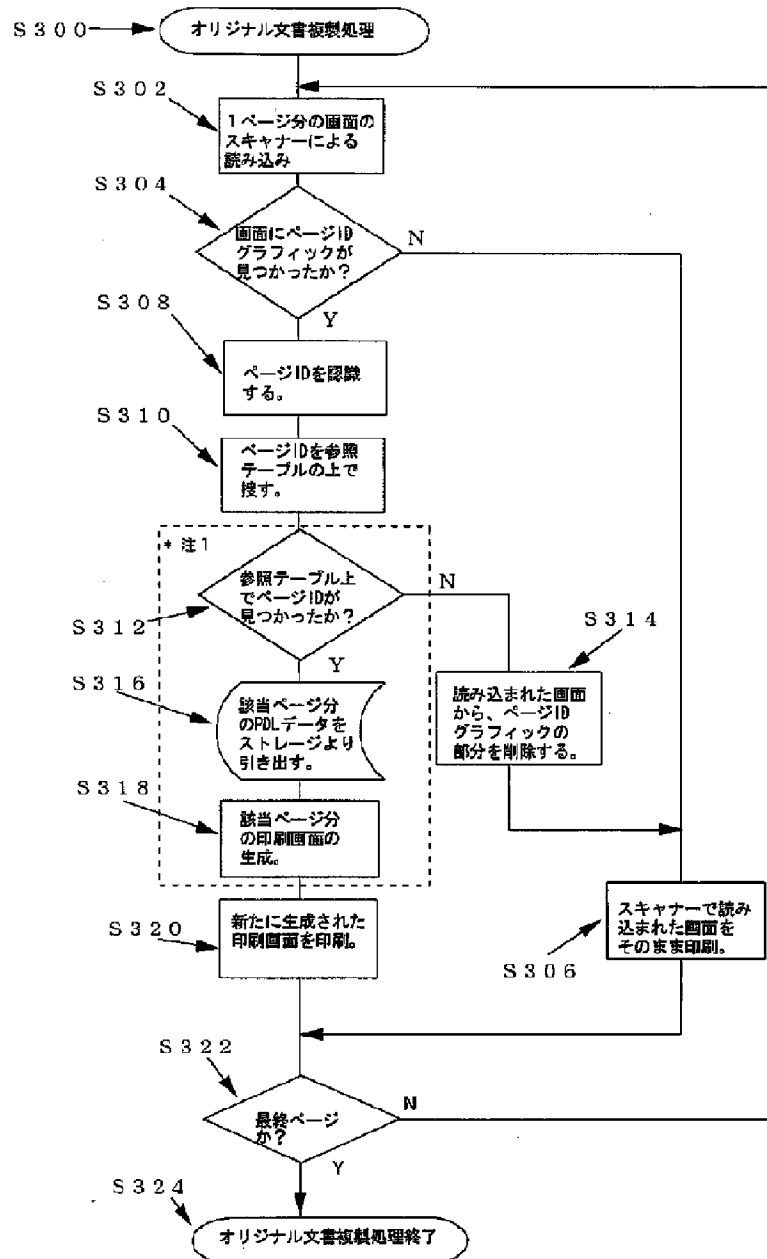 S300
オリジナル文書複製処理
S302
1ページ分の画面の
スキャナーによる
読み込み
S304
画面にページID
グラフィックが
見つかったか？
N
Y
S308
ページIDを認識
する。
S310
ページIDを参照
テーブルの上で
捜す。
* 注1
参照テーブル上
でページIDが
見つかったか？
N
S312
Y
S314
読み込まれた画面
から、ページID
グラフィックの
部分を削除する。
S316
該当ページ分
のPDLデータを
ストレージより
引き出す。
S318
該当ページ分
の印刷画面の
生成。
S320
新たに生成された
印刷画面を印刷。
スキャナーで読み
込まれた画面を
そのまま印刷。
S306
S322
最終ページ
か？
N
Y
S324
オリジナル文書複製処理終了